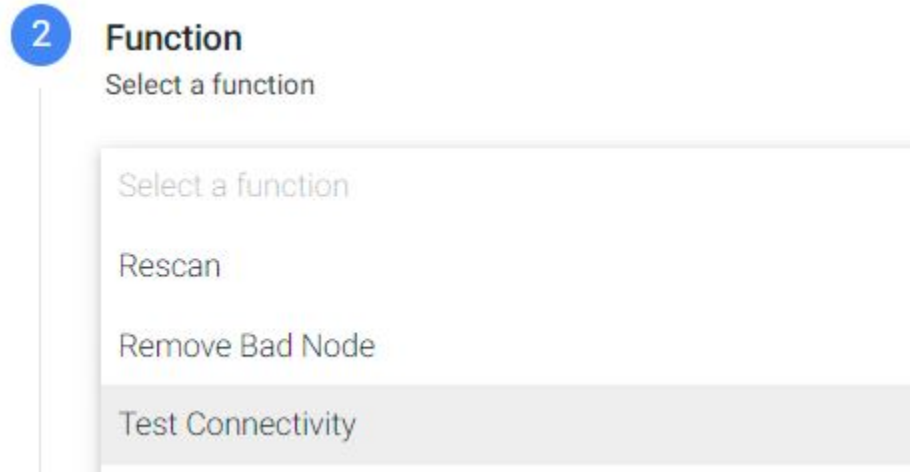 2
Function
Select a function
Select a function
Rescan
Remove Bad Node
Test Connectivity